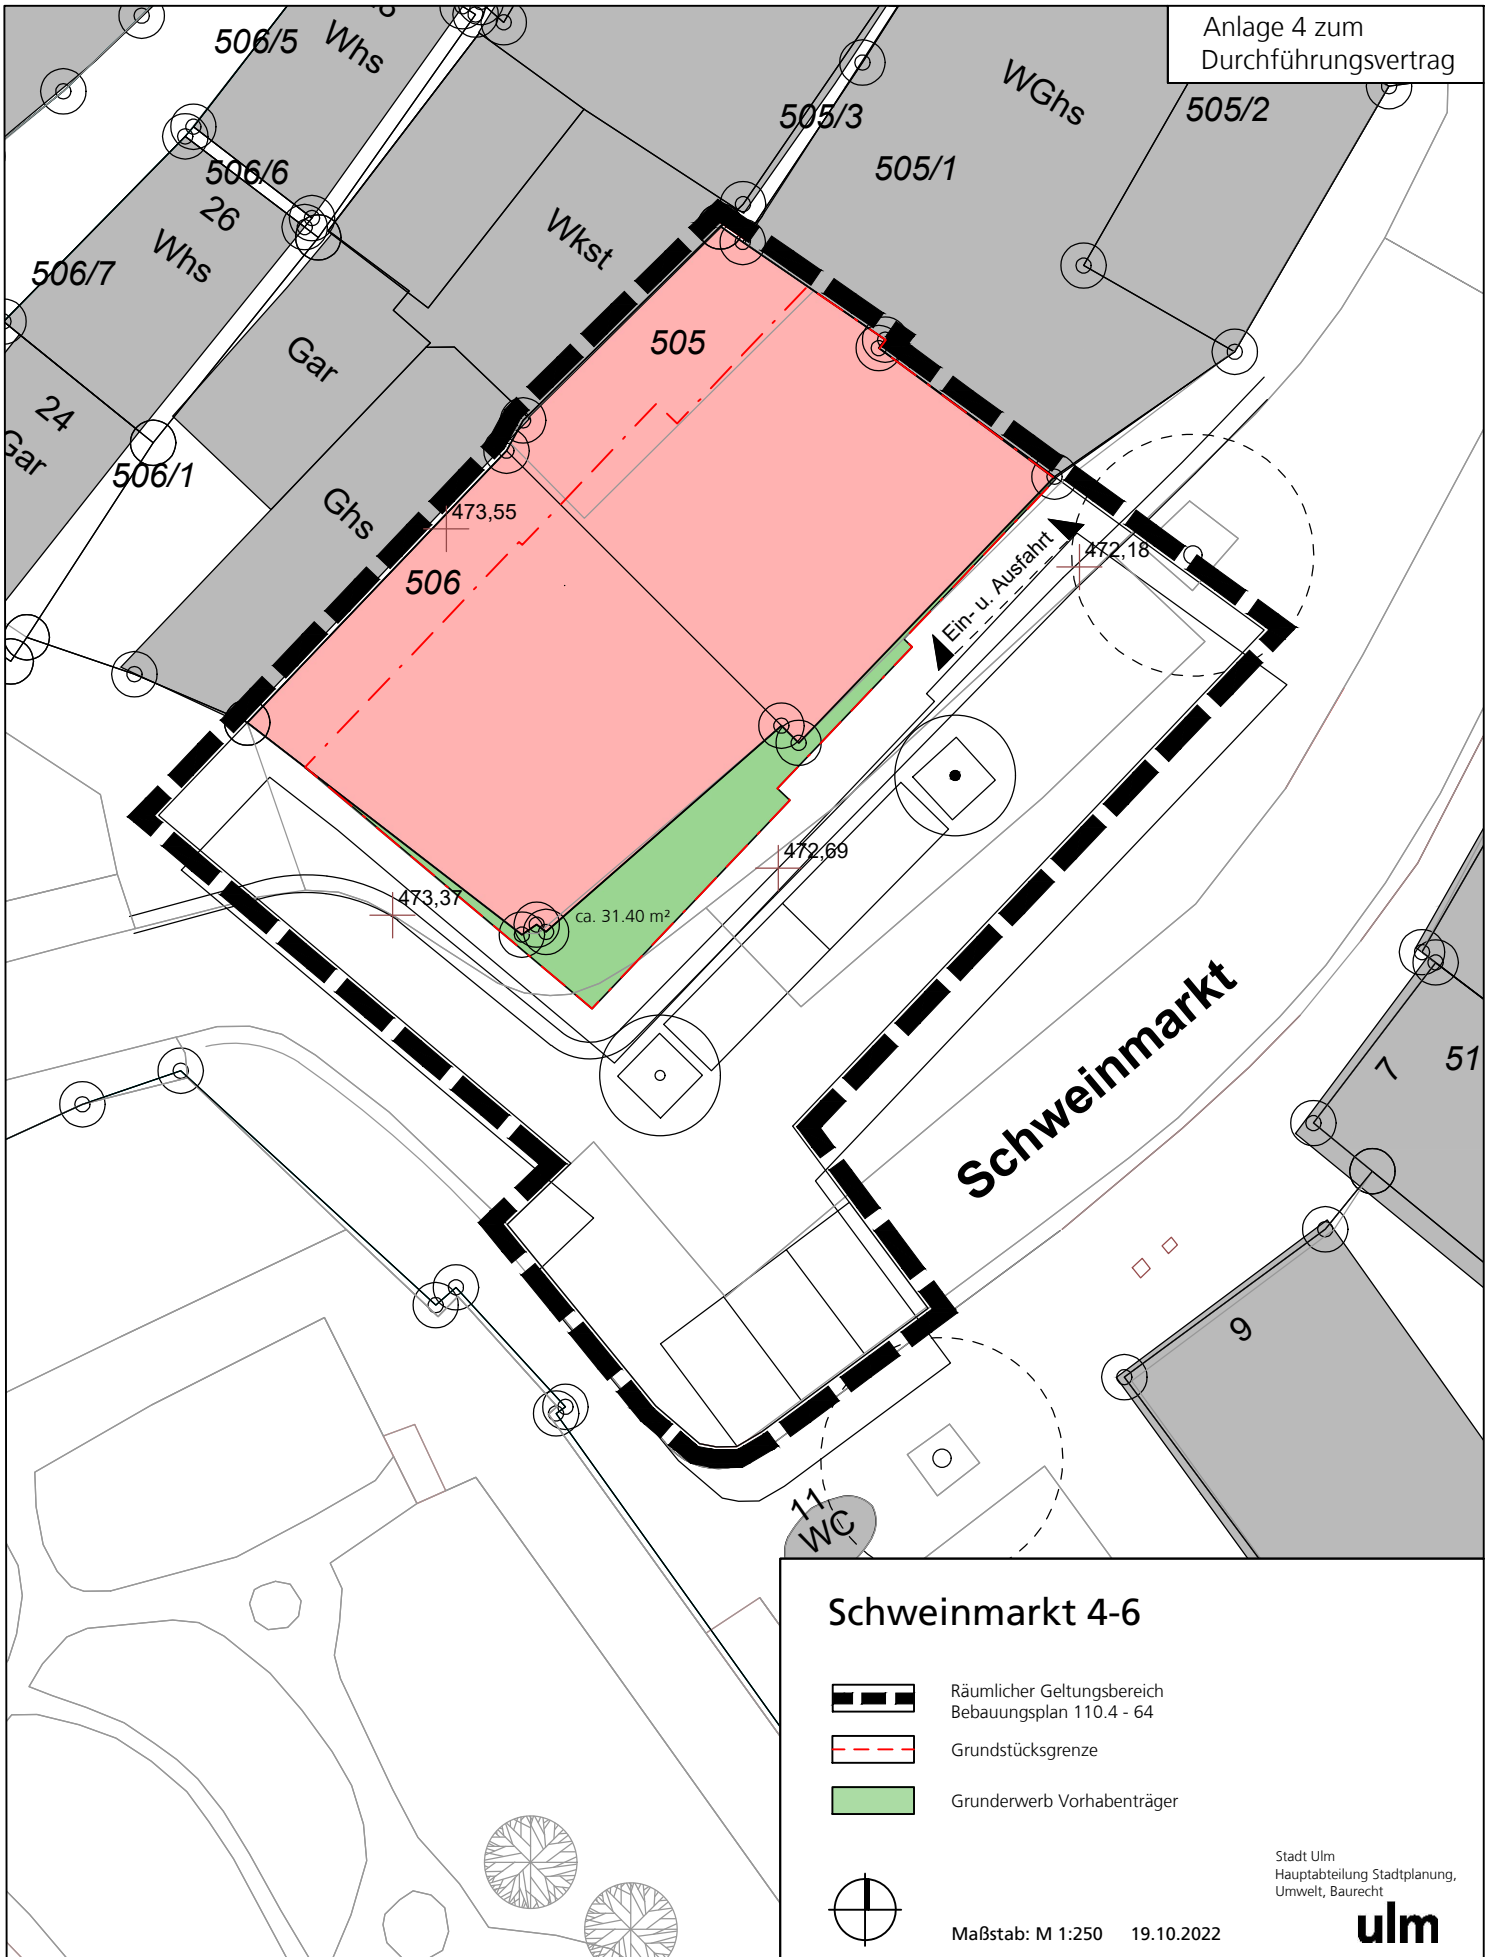 Anlage 4 zum
Durchführungsvertrag
506/5
Whs
505/3
WGhs
505/2
505/1
506/6
26
Whs
Wkst
506/7
505
Gar
24
Gar
506/1
Ghs
473,55
506
Ein- u. Ausfahrt
472,18
472,69
473,37
ca. 31.40 m²
Schweinmarkt
7
51
9
11
WC
Schweinmarkt 4-6
Räumlicher Geltungsbereich
Bebauungsplan 110.4 - 64
Grundstücksgrenze
Grunderwerb Vorhabenträger
Stadt Ulm
Hauptabteilung Stadtplanung,
Umwelt, Baurecht
Maßstab: M 1:250 19.10.2022
ulm